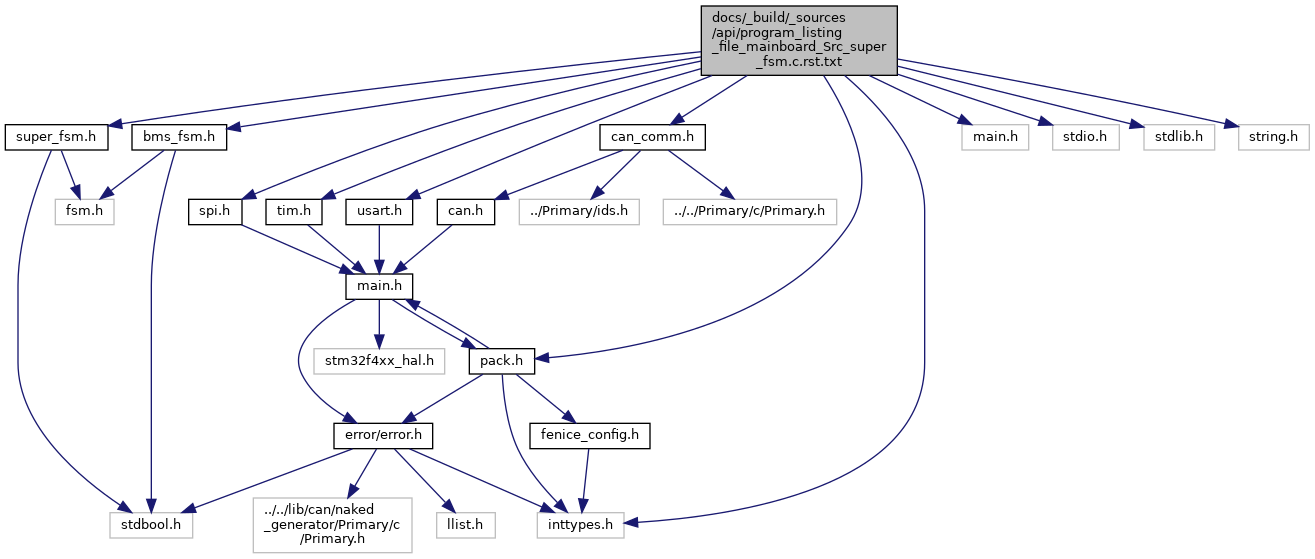 docs/_build/_sources
/api/program_listing
_file_mainboard_Src_super
_fsm.c.rst.txt
super_fsm.h
bms_fsm.h
can_comm.h
main.h
stdio.h
stdlib.h
string.h
fsm.h
spi.h
tim.h
usart.h
can.h
../Primary/ids.h
../../Primary/c/Primary.h
main.h
stm32f4xx_hal.h
pack.h
error/error.h
fenice_config.h
stdbool.h
../../lib/can/naked
_generator/Primary/c
/Primary.h
llist.h
inttypes.h